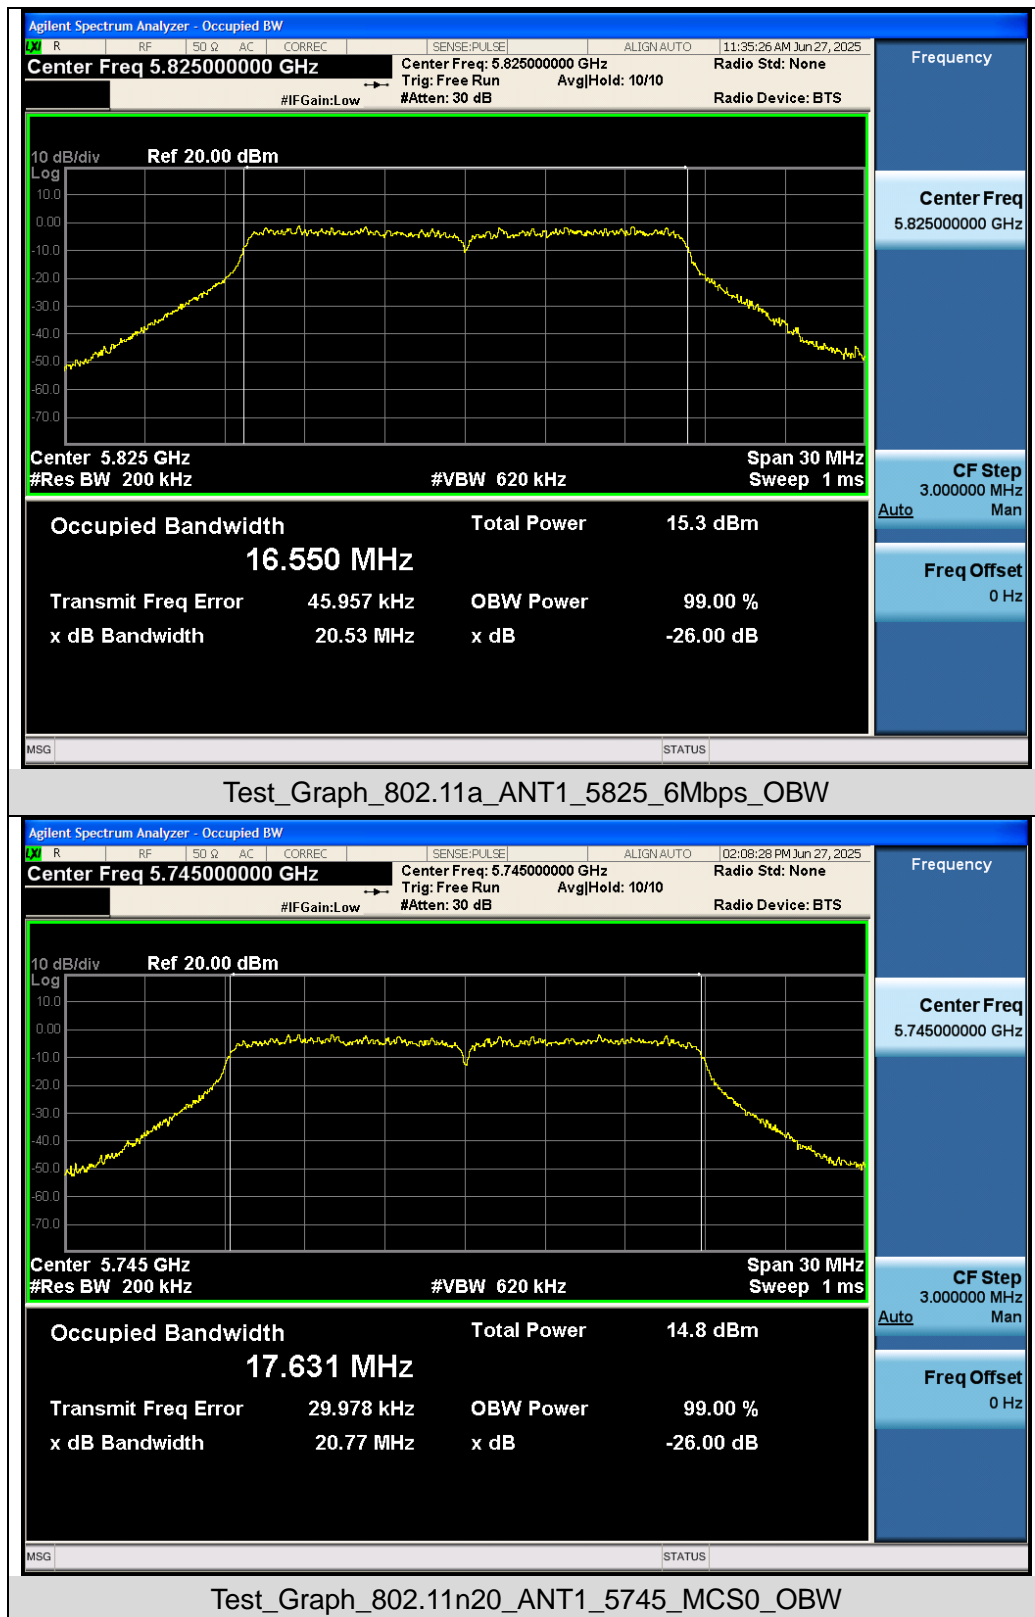 Agilent Spectrum Analyzer - Occupied BW
LXI R RF 50 Ω AC CORREC SENSE:PULSE ALIGN AUTO 11:35:26 AM Jun 27, 2025
Center Freq 5.825000000 GHz
Center Freq: 5.825000000 GHz
Radio Std: None
Trig: Free Run Avg|Hold: 10/10
#IFGain:Low
#Atten: 30 dB
Radio Device: BTS
Frequency
10 dB/div Ref 20.00 dBm
Log
10.0
0.00
-10.0
-20.0
-30.0
-40.0
-50.0
-60.0
-70.0
Center Freq
5.825000000 GHz
Center 5.825 GHz Span 30 MHz
#Res BW 200 kHz #VBW 620 kHz Sweep 1 ms
CF Step
3.000000 MHz
Auto Man
Occupied Bandwidth Total Power 15.3 dBm
16.550 MHz
Freq Offset
0 Hz
Transmit Freq Error 45.957 kHz OBW Power 99.00 %
x dB Bandwidth 20.53 MHz x dB -26.00 dB
MSG STATUS
Test_Graph_802.11a_ANT1_5825_6Mbps_OBW
Agilent Spectrum Analyzer - Occupied BW
LXI R RF 50 Ω AC CORREC SENSE:PULSE ALIGN AUTO 02:08:28 PM Jun 27, 2025
Center Freq 5.745000000 GHz
Center Freq: 5.745000000 GHz
Radio Std: None
Trig: Free Run Avg|Hold: 10/10
#IFGain:Low
#Atten: 30 dB
Radio Device: BTS
Frequency
10 dB/div Ref 20.00 dBm
Log
10.0
0.00
-10.0
-20.0
-30.0
-40.0
-50.0
-60.0
-70.0
Center Freq
5.745000000 GHz
Center 5.745 GHz Span 30 MHz
#Res BW 200 kHz #VBW 620 kHz Sweep 1 ms
CF Step
3.000000 MHz
Auto Man
Occupied Bandwidth Total Power 14.8 dBm
17.631 MHz
Freq Offset
0 Hz
Transmit Freq Error 29.978 kHz OBW Power 99.00 %
x dB Bandwidth 20.77 MHz x dB -26.00 dB
MSG STATUS
Test_Graph_802.11n20_ANT1_5745_MCS0_OBW